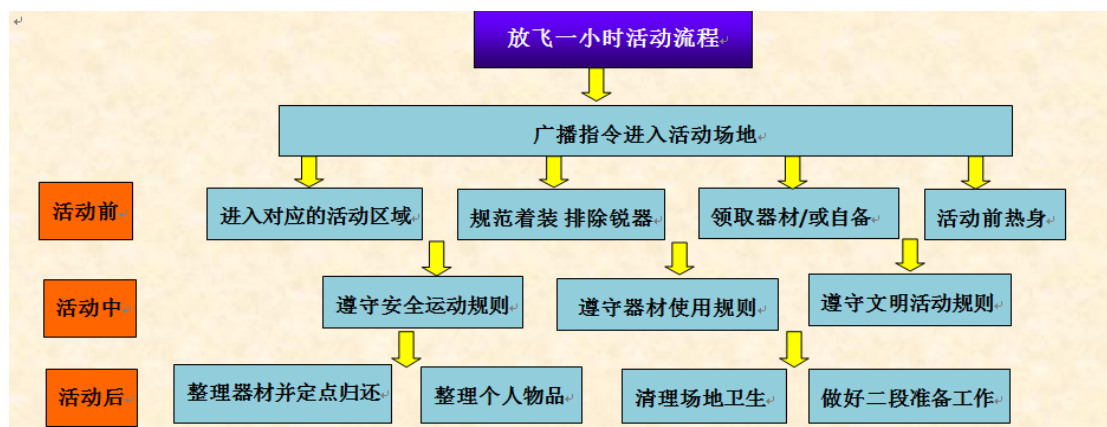 放飞一小时活动流程
广播指令进入活动场地
活动前
进入对应的活动区域
规范着装 排除锐器
领取器材/或自备
活动前热身
活动中
遵守安全运动规则
遵守器材使用规则
遵守文明活动规则
活动后
整理器材并定点归还
整理个人物品
清理场地卫生
做好二段准备工作